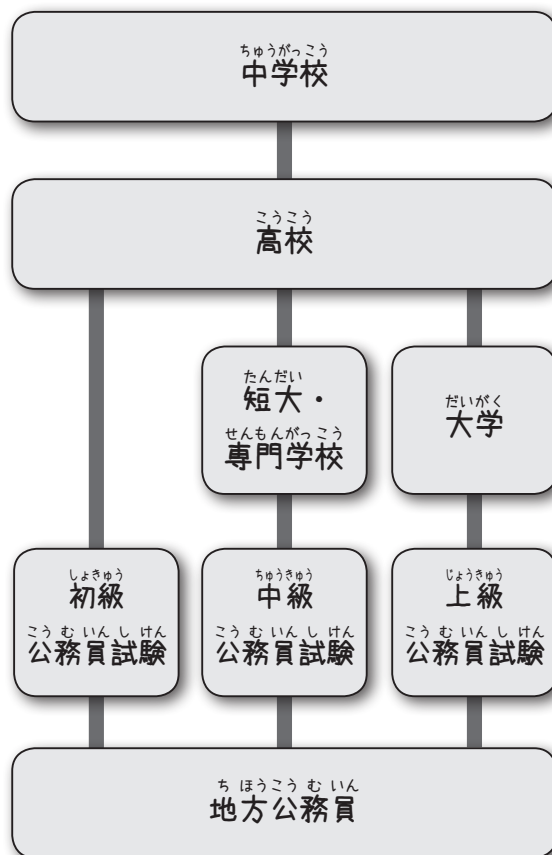 ちゅうがっこう
中学校
こうこう
高校
たんだい
短大・
せんもんがっこう
専門学校
だいがく
大学
しょきゅう
初級
こうむいんしけん
公務員試験
ちゅうきゅう
中級
こうむいんしけん
公務員試験
じょうきゅう
上級
こうむいんしけん
公務員試験
ちほうこうむいん
地方公務員